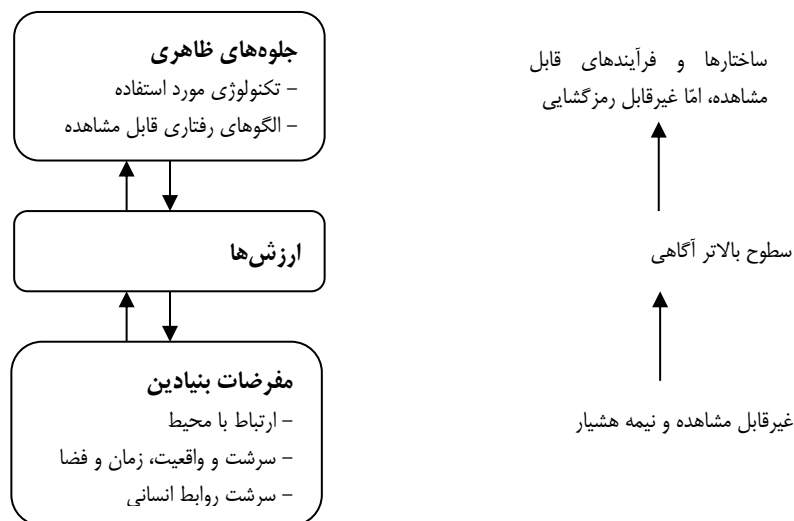 جلوه‌های ظاهری
- تکنولوژی مورد استفاده
- الگوهای رفتاری قابل مشاهده
ساختارها و فرآیندهای قابل
مشاهده، امّا غیرقابل رمزگشایی
ارزش‌ها
سطوح بالاتر آگاهی
مفرضات بنیادین
- ارتباط با محیط
- سرشت و واقعیت، زمان و فضا
- سرشت روابط انسانی
غیرقابل مشاهده و نیمه هشیار